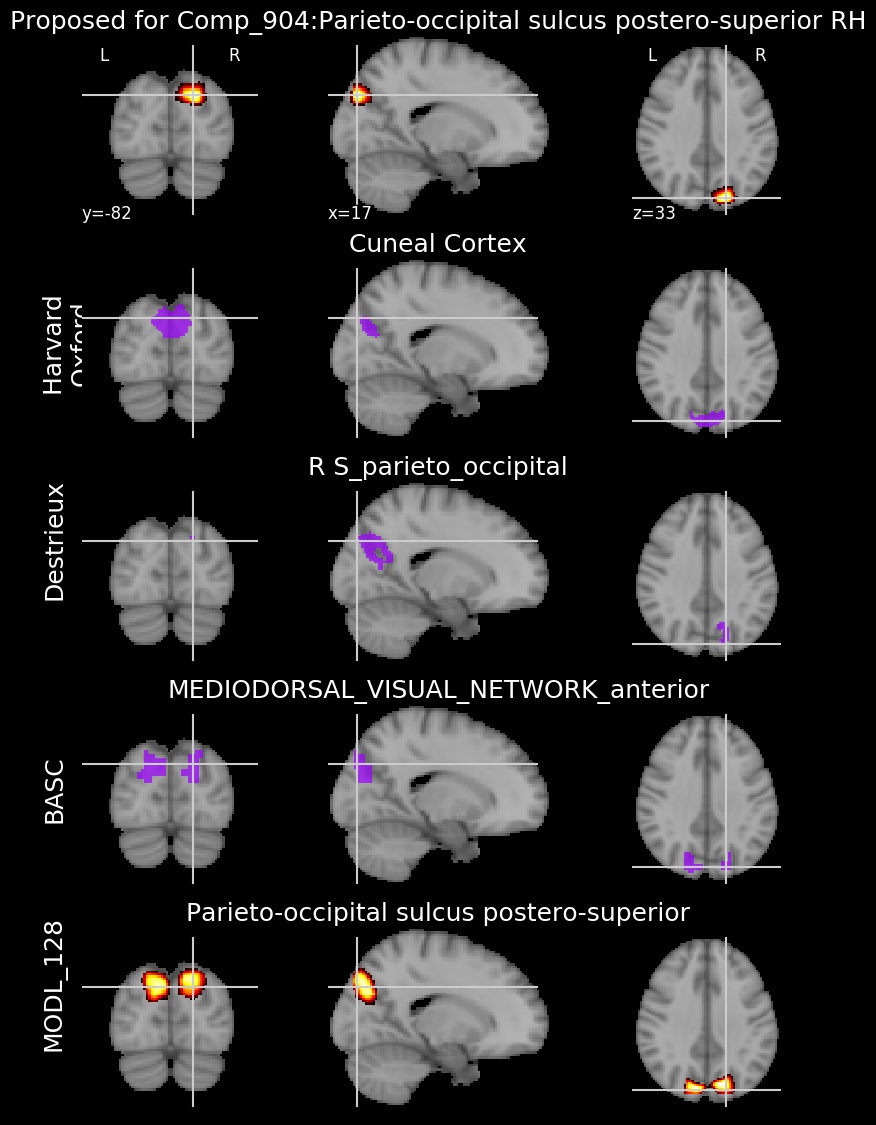 Proposed for Comp_904:Parieto-occipital sulcus postero-superior RH
L R L R
y=-82 x=17 z=33
Cuneal Cortex
Harvard
Oxford
R S_parieto_occipital
Destrieux
MEDIODORSAL_VISUAL_NETWORK_anterior
BASC
Parieto-occipital sulcus postero-superior
MODL_128